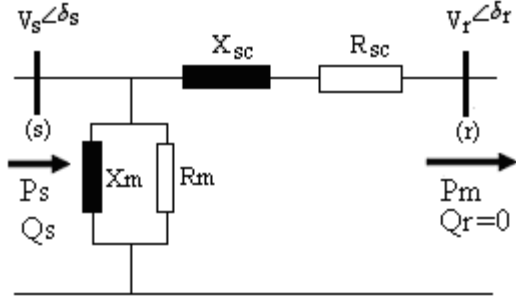 Vs∠δs
Vr∠δr
Xsc
Rsc
(s)
(r)
Xm
Rm
Ps
Qs
Pm
Qr=0